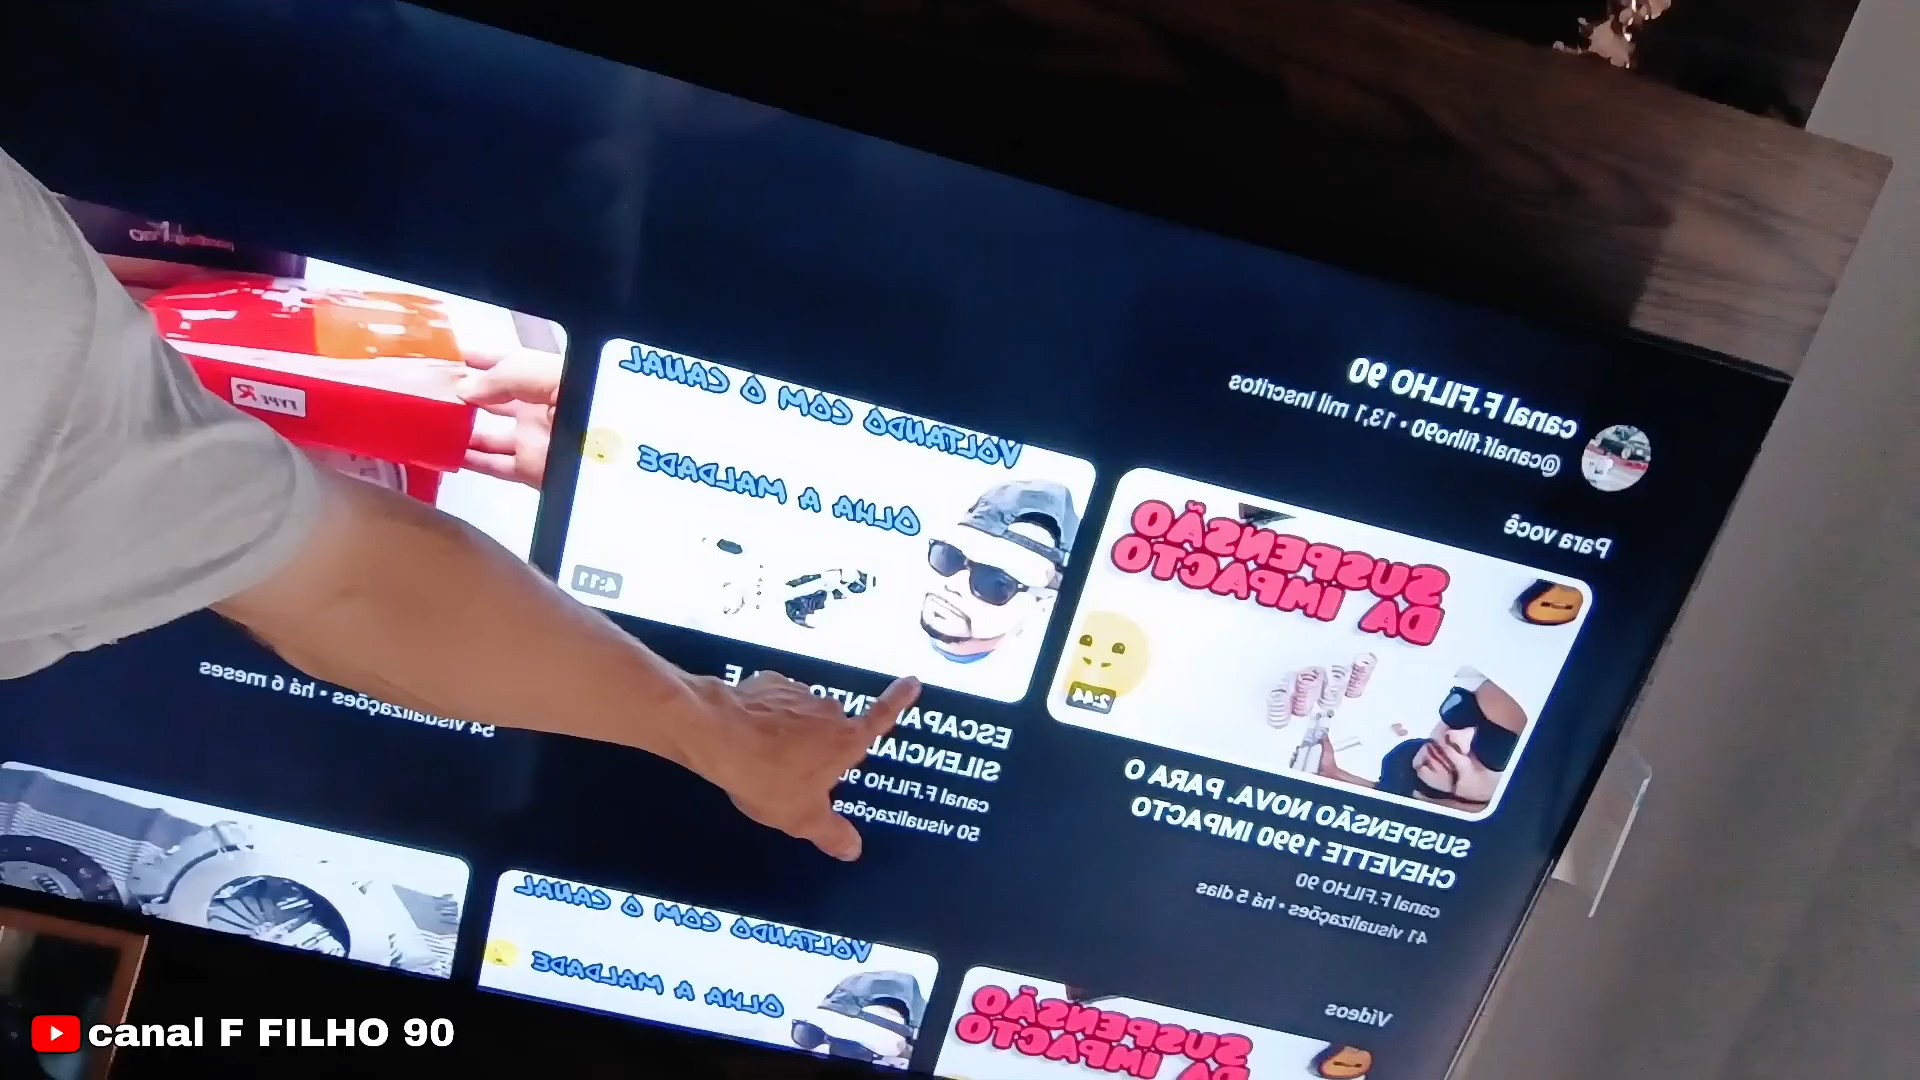 canal F.FILHO 90
@canalf.filho90 • 13,1 mil Inscritos
Para você
SUSPENSÃO
DA IMPACTO
2:44
SUSPENSÃO NOVA. PARA O
CHEVETTE 1990 IMPACTO
canal F.FILHO 90
41 visualizações • há 5 dias
VOLTANDO COM O CANAL
OLHA A MALDADE
4:11
E
canal F.FILHO 90
50 visualizações
TYPE R
54 visualizações • há 6 meses
Vídeos
SUSPENSÃO
DA IMPACTO
VOLTANDO COM O CANAL
OLHA A MALDADE
canal F FILHO 90